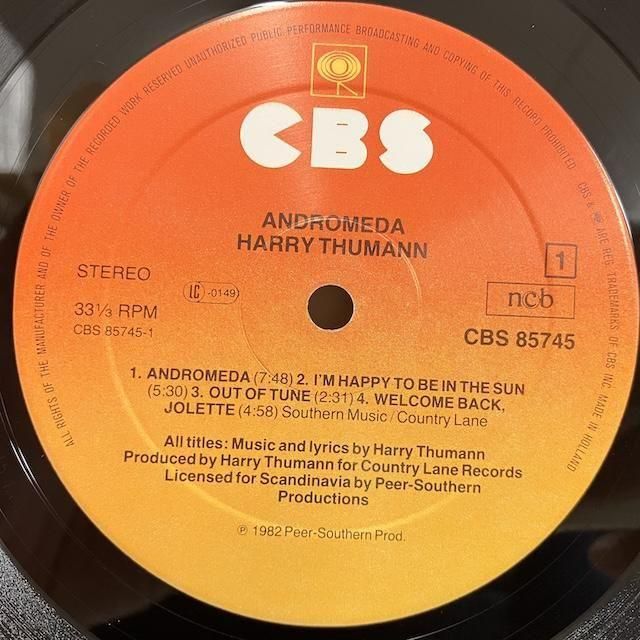 ALL RIGHTS OF THE MANUFACTURER AND OF THE OWNER OF THE RECORDED WORK RESERVED UNAUTHORIZED PUBLIC PERFORMANCE BROADCASTING AND COPYING OF THIS RECORD PROHIBITED. CBS & ARE REG. TRADEMARKS OF CBS INC. MADE IN HOLLAND
CBS
ANDROMEDA
HARRY THUMANN
STEREO
33⅓ RPM
CBS 85745-1
LC -0149
1
ncb
CBS 85745
1. ANDROMEDA (7:48) 2. I'M HAPPY TO BE IN THE SUN
(5:30) 3. OUT OF TUNE (2:31) 4. WELCOME BACK,
JOLETTE (4:58) Southern Music / Country Lane
All titles: Music and lyrics by Harry Thumann
Produced by Harry Thumann for Country Lane Records
Licensed for Scandinavia by Peer-Southern
Productions
℗ 1982 Peer-Southern Prod.